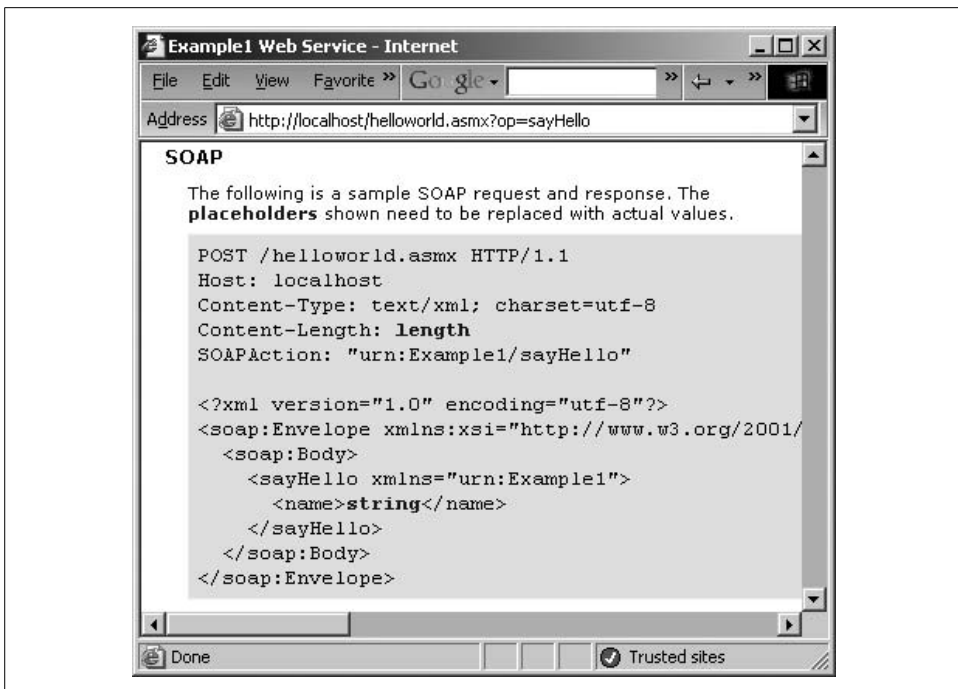 Example1 Web Service - Internet
File Edit View Favorite » Google » »
Address http://localhost/helloworld.asmx?op=sayHello
SOAP
The following is a sample SOAP request and response. The
placeholders shown need to be replaced with actual values.
POST /helloworld.asmx HTTP/1.1
Host: localhost
Content-Type: text/xml; charset=utf-8
Content-Length: length
SOAPAction: "urn:Example1/sayHello"
<?xml version="1.0" encoding="utf-8"?>
<soap:Envelope xmlns:xsi="http://www.w3.org/2001/
<soap:Body>
<sayHello xmlns="urn:Example1">
<name>string</name>
</sayHello>
</soap:Body>
</soap:Envelope>
Done Trusted sites